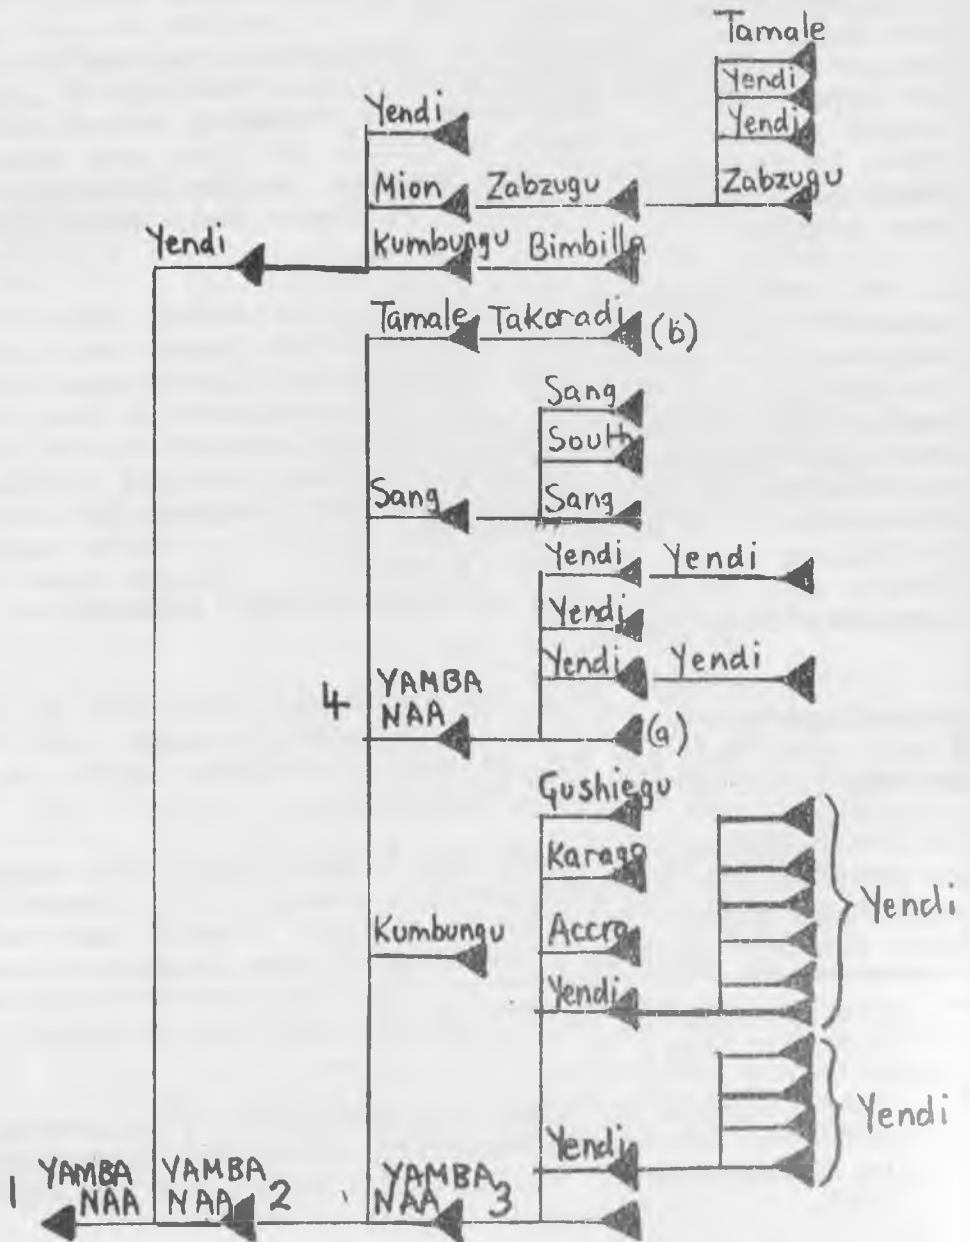 Tamale
Yendi
Yendi
Yendi
Mion Zabzugu Zabzugu
Yendi Kumbungu Bimbilla
Tamale Takoradi (b)
Sang
South
Sang Sang
Yendi Yendi
Yendi
Yendi Yendi
4 YAMBA
NAA (a)
Gushiegu
Karaga
Yendi
Kumbungu Accra
Yendi
Yendi
Yendi
1 YAMBA
NAA
YAMBA
NAA 2
YAMBA
NAA 3